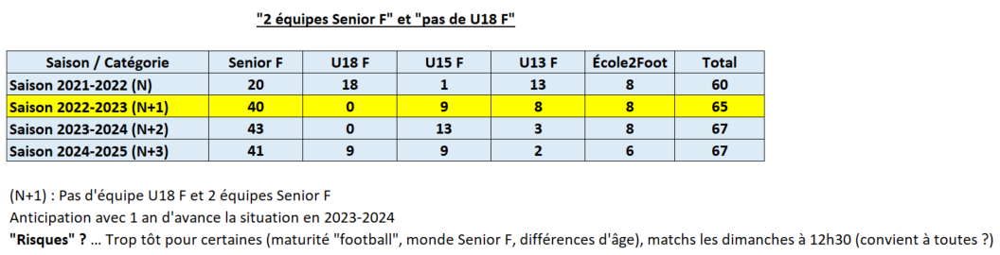 "2 équipes Senior F" et "pas de U18 F"
Saison / Catégorie Senior F U18 F U15 F U13 F École2Foot Total
Saison 2021-2022 (N) 20 18 1 13 8 60
Saison 2022-2023 (N+1) 40 0 9 8 8 65
Saison 2023-2024 (N+2) 43 0 13 3 8 67
Saison 2024-2025 (N+3) 41 9 9 2 6 67
(N+1) : Pas d'équipe U18 F et 2 équipes Senior F
Anticipation avec 1 an d'avance la situation en 2023-2024
"Risques" ? ... Trop tôt pour certaines (maturité "football", monde Senior F, différences d'âge), matchs les dimanches à 12h30 (convient à toutes ?)